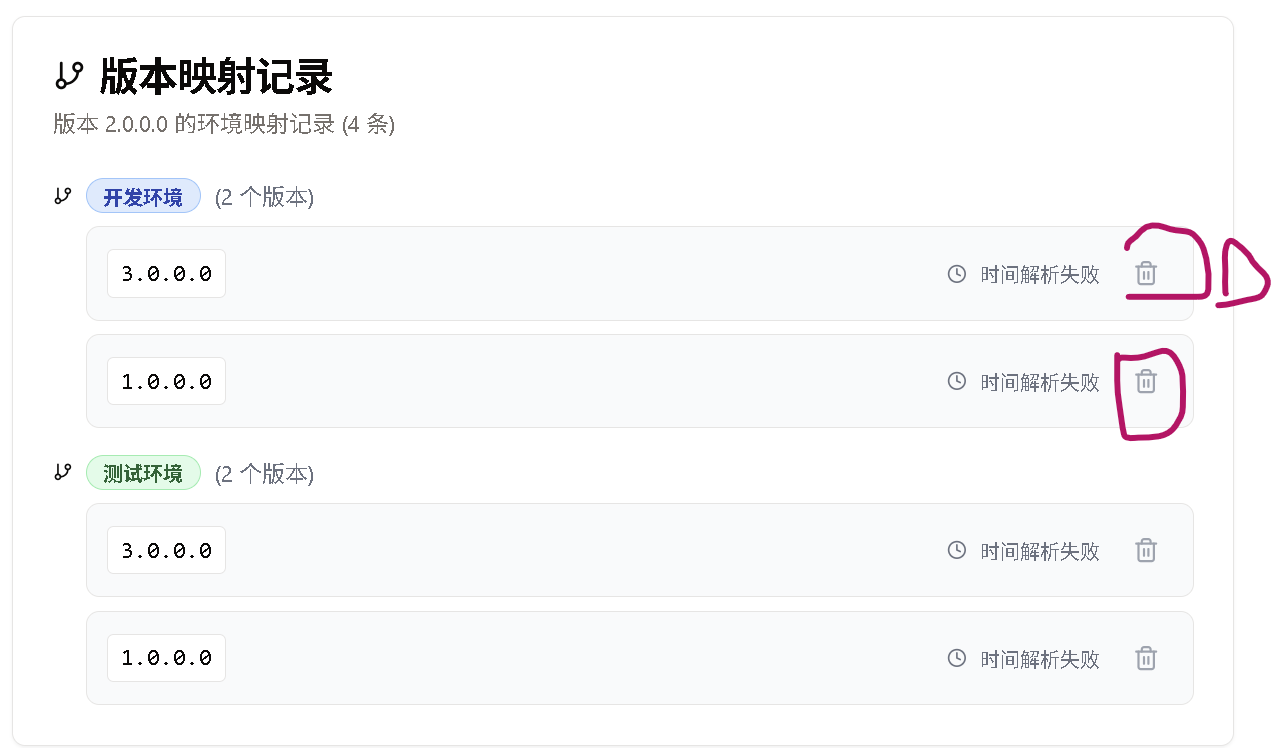 版本映射记录
版本 2.0.0.0 的环境映射记录 (4 条)
开发环境 (2 个版本)
3.0.0.0 时间解析失败
1.0.0.0 时间解析失败
测试环境 (2 个版本)
3.0.0.0 时间解析失败
1.0.0.0 时间解析失败